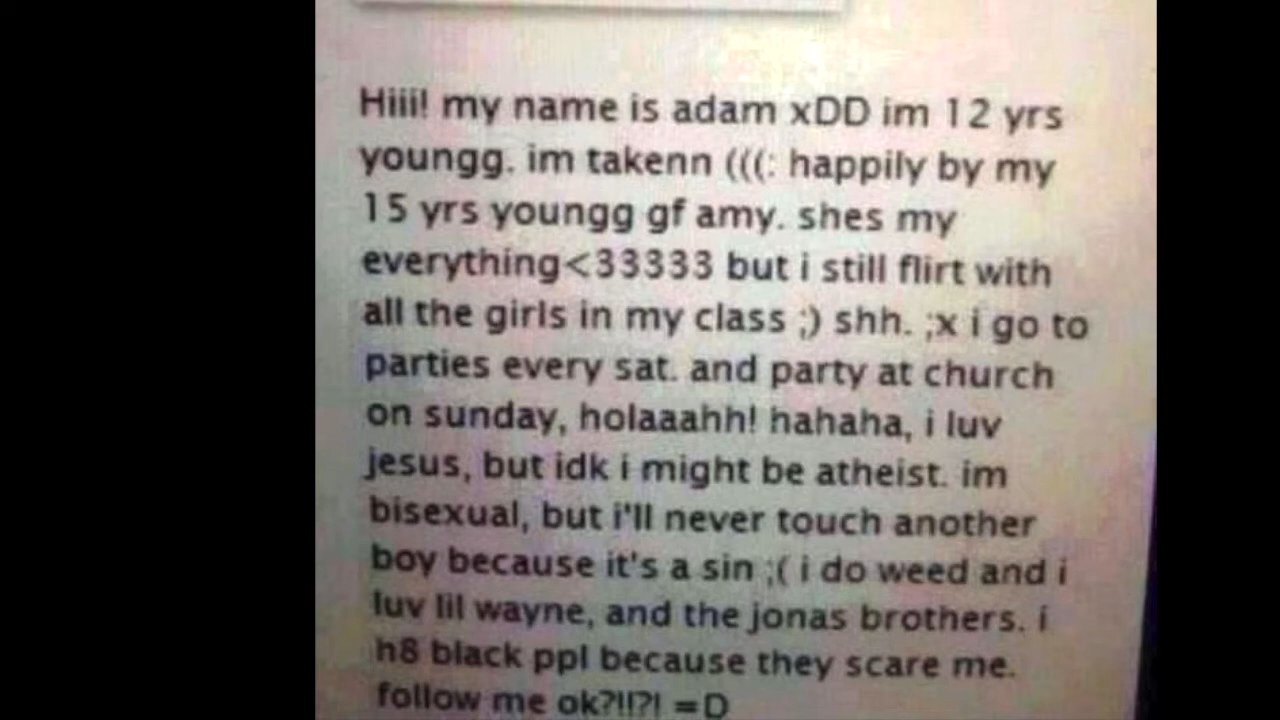 Hiii! my name is adam xDD im 12 yrs
youngg. im takenn (((: happily by my
15 yrs youngg gf amy. shes my
everything<33333 but i still flirt with
all the girls in my class ;) shh. ;x i go to
parties every sat. and party at church
on sunday, holaaahh! hahaha, i luv
jesus, but idk i might be atheist. im
bisexual, but i'll never touch another
boy because it's a sin ;( i do weed and i
luv lil wayne, and the jonas brothers. i
h8 black ppl because they scare me.
follow me ok?!!?! =D